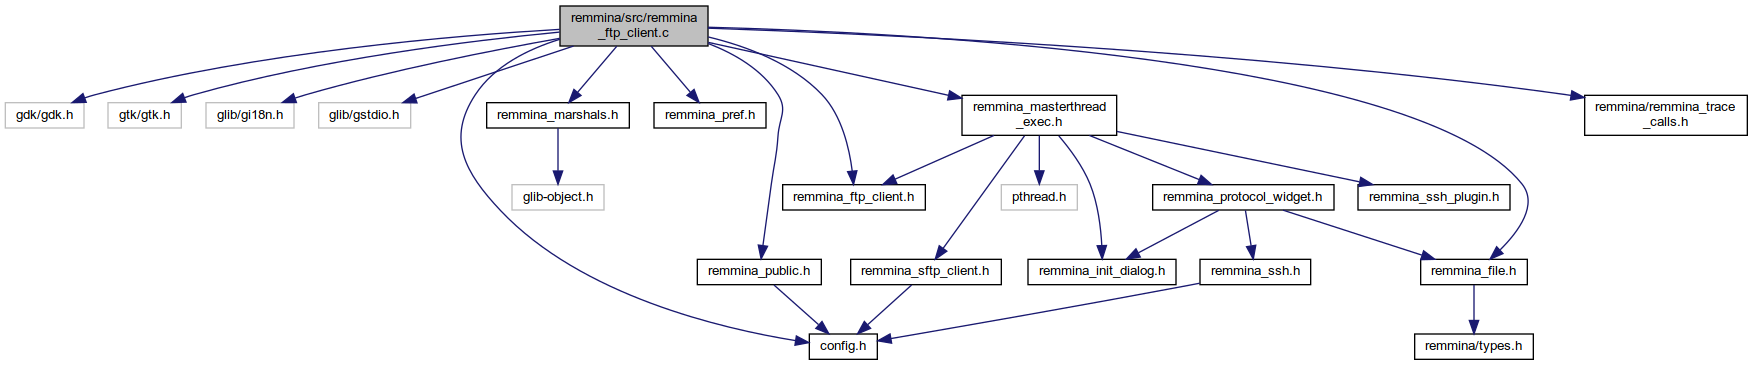 remmina/src/remmina
_ftp_client.c
gdk/gdk.h
gtk/gtk.h
glib/gi18n.h
glib/gstdio.h
remmina_marshals.h
remmina_pref.h
remmina_masterthread
_exec.h
remmina/remmina_trace
_calls.h
glib-object.h
remmina_ftp_client.h
pthread.h
remmina_protocol_widget.h
remmina_ssh_plugin.h
remmina_public.h
remmina_sftp_client.h
remmina_init_dialog.h
remmina_ssh.h
remmina_file.h
config.h
remmina/types.h